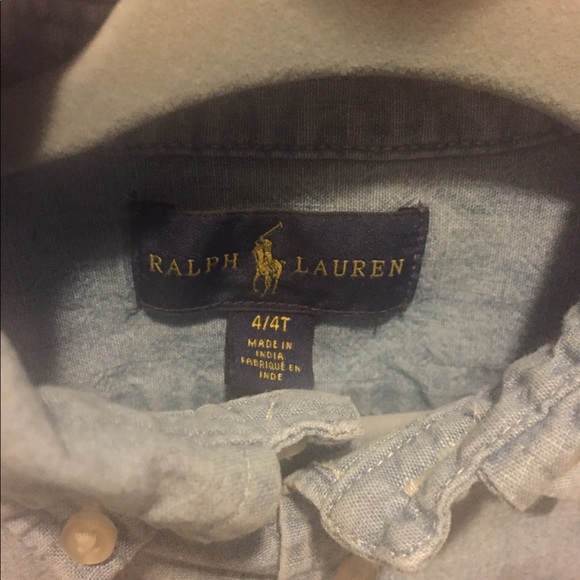 RALPH LAUREN
4/4T
MADE IN
INDIA
FABRIQUÉ EN
INDE